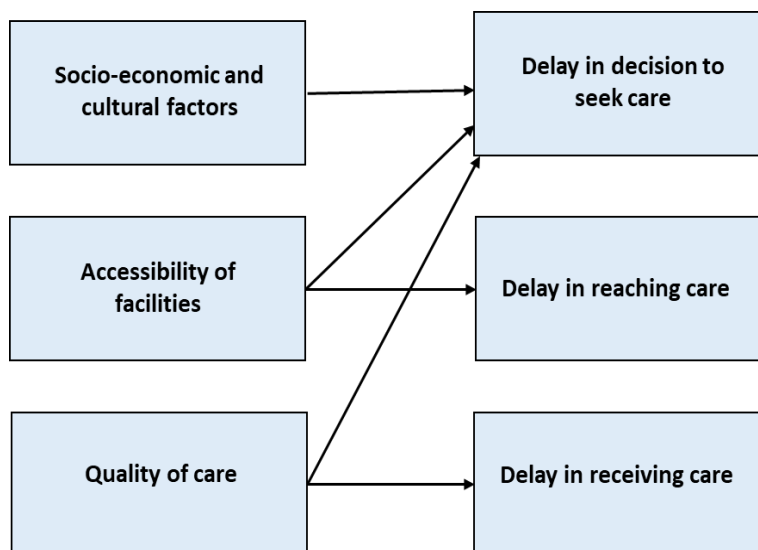 Socio-economic and
cultural factors
Delay in decision to
seek care
Accessibility of
facilities
Delay in reaching care
Quality of care
Delay in receiving care